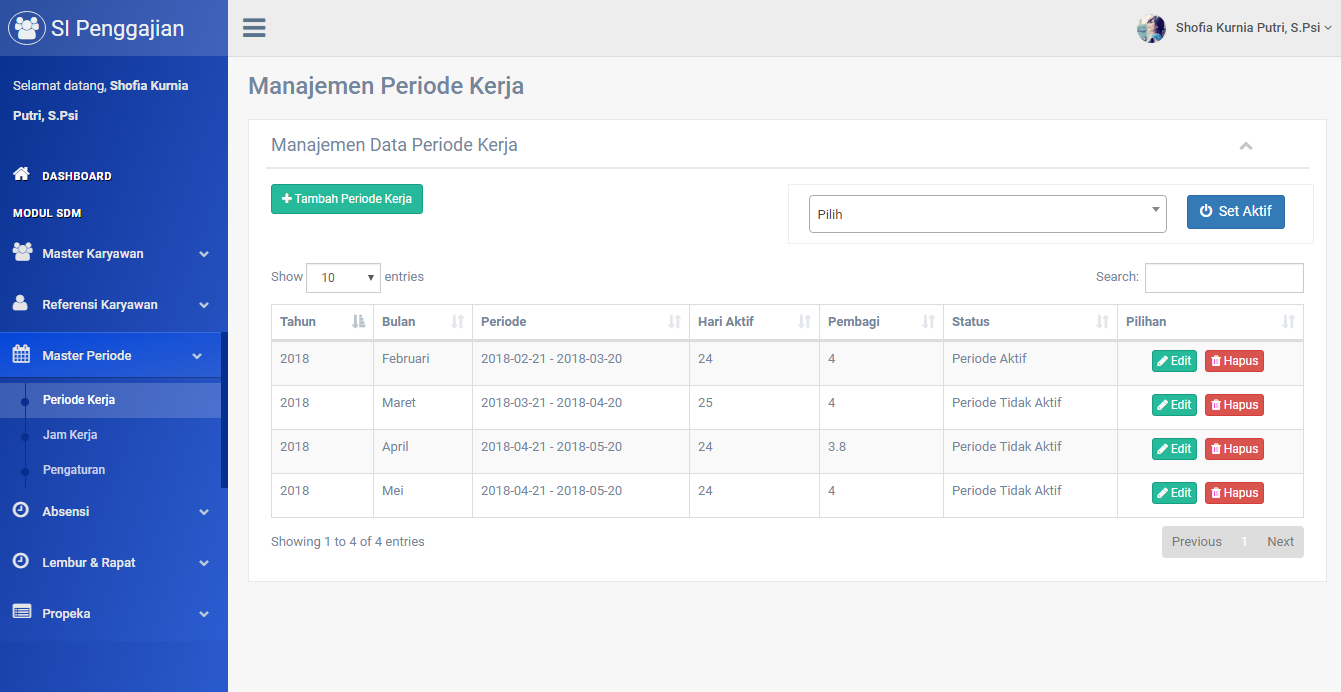 SI Penggajian
Shofia Kurnia Putri, S.Psi
Selamat datang, Shofia Kurnia
Putri, S.Psi
DASHBOARD
MODUL SDM
Master Karyawan
Referensi Karyawan
Master Periode
Periode Kerja
Jam Kerja
Pengaturan
Absensi
Lembur & Rapat
Propeka
Manajemen Periode Kerja
Manajemen Data Periode Kerja
Tambah Periode Kerja
Pilih
Set Aktif
Show 10 entries
Search:
Tahun Bulan Periode Hari Aktif Pembagi Status Pilihan
2018 Februari 2018-02-21 - 2018-03-20 24 4 Periode Aktif Edit Hapus
2018 Maret 2018-03-21 - 2018-04-20 25 4 Periode Tidak Aktif Edit Hapus
2018 April 2018-04-21 - 2018-05-20 24 3.8 Periode Tidak Aktif Edit Hapus
2018 Mei 2018-04-21 - 2018-05-20 24 4 Periode Tidak Aktif Edit Hapus
Showing 1 to 4 of 4 entries
Previous 1 Next